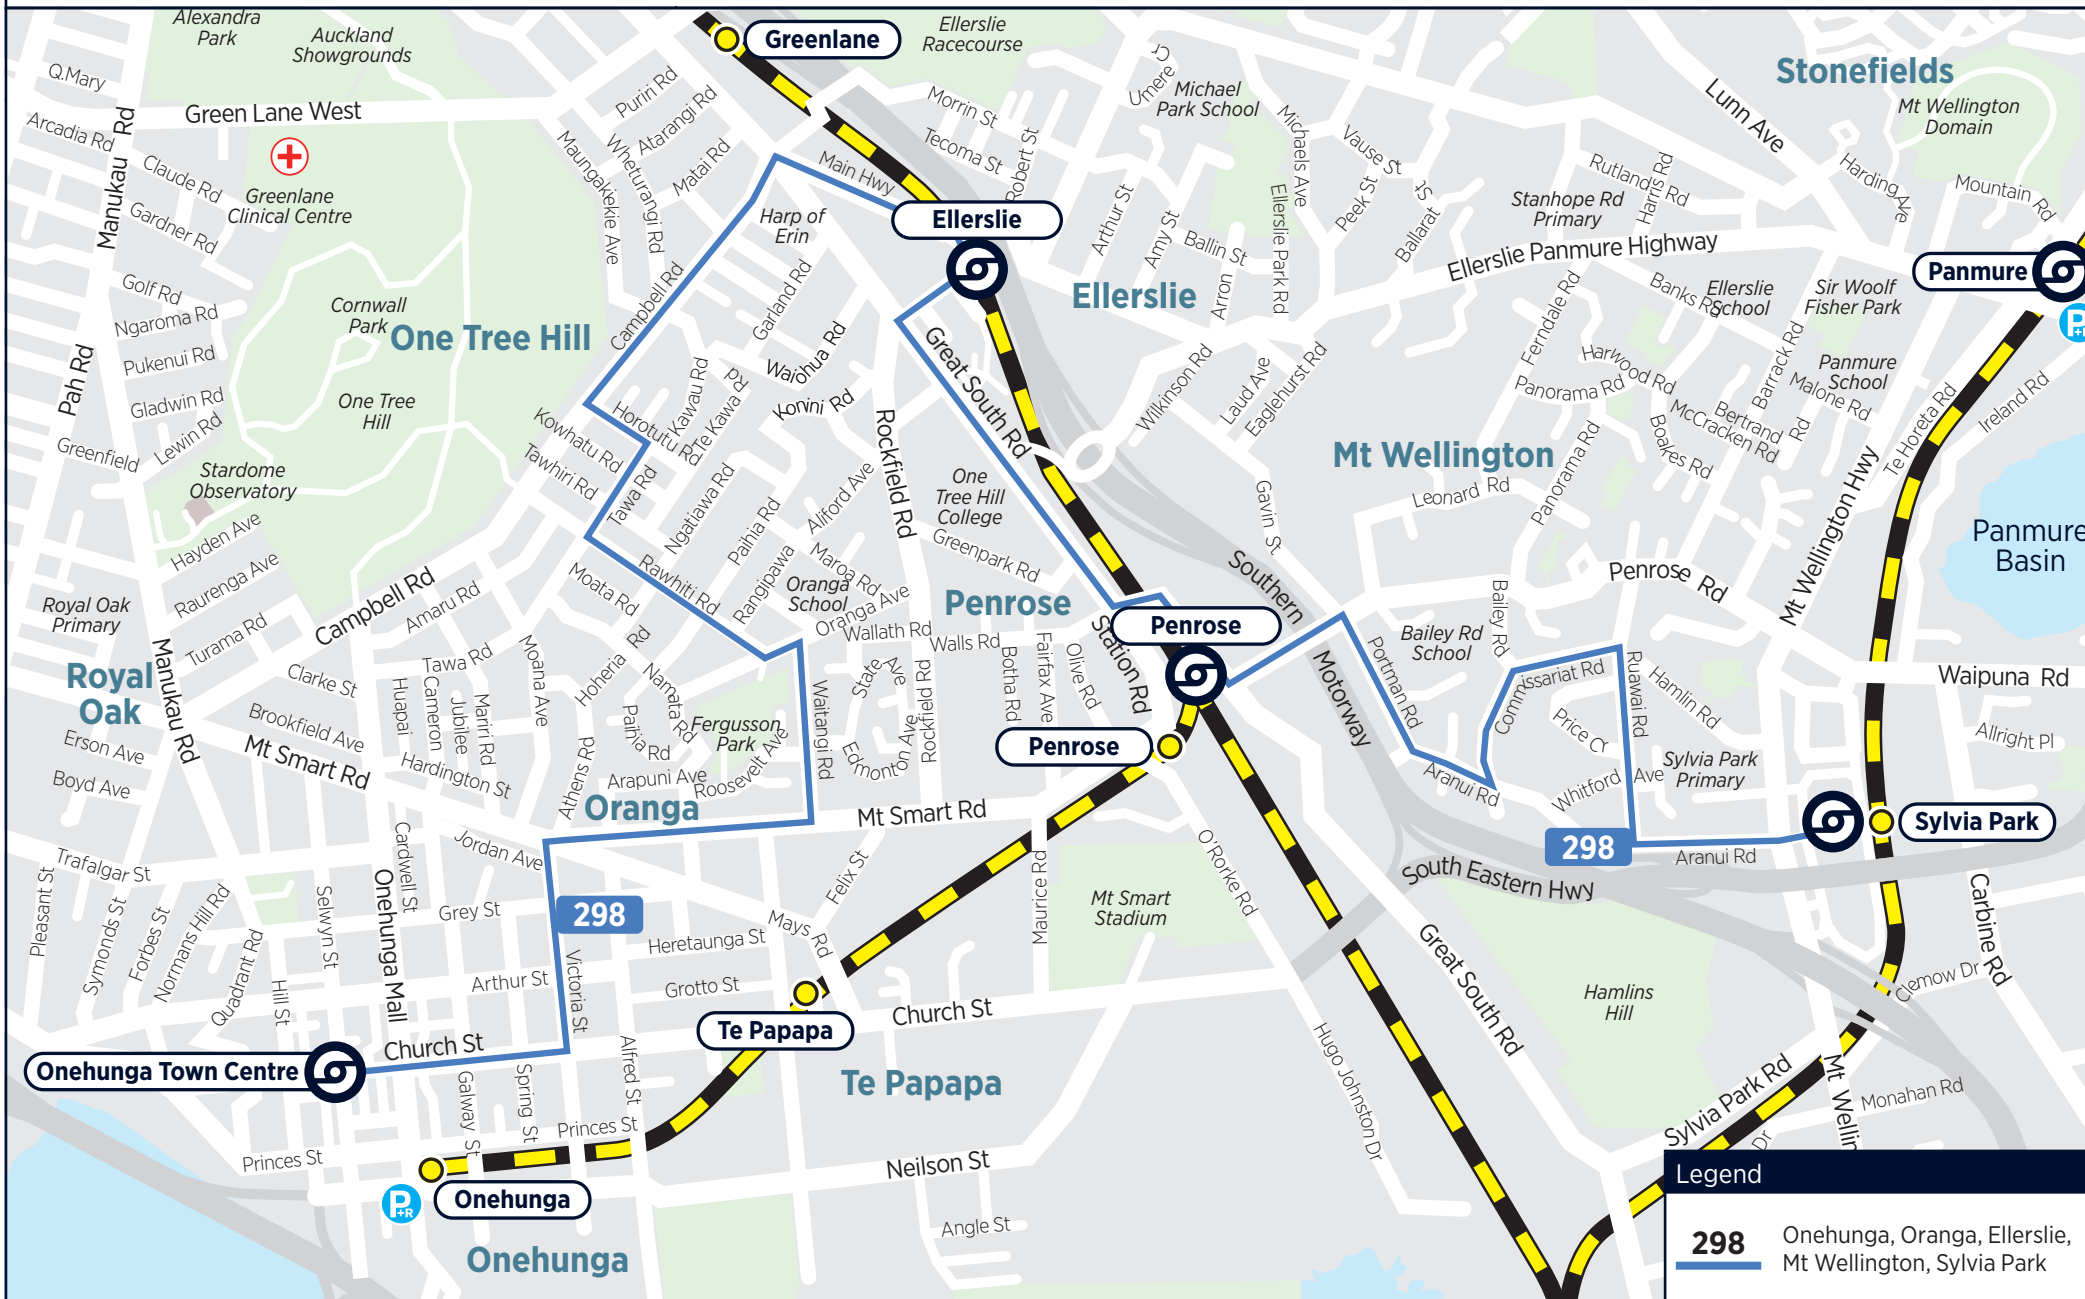 Alexandra
Park
Auckland
Showgrounds
Greenlane
Ellerslie
Racecourse
Stonefields
Q.Mary
Green Lane West
Puriri Rd
Atarangi Rd
Morrin St
Umere
Cr
Michael
Park School
Lunn Ave
Mt Wellington
Domain
Arcadia Rd
Manukau Rd
Claude Rd
Gardner Rd
Greenlane
Clinical Centre
Maungakekie Ave
Wheturangi Rd
Matai Rd
Main Hwy
Tecoma St
Robert St
Michaels Ave
Vause St
Peek St
Ballarat
St
Stanhope Rd
Primary
Rutland Rd
Harris Rd
Harding Ave
Mountain Rd
Harp of
Erin
Ellerslie
Arthur St
Amy St
Ballin St
Ellerslie Park Rd
Ellerslie Panmure Highway
Panmure
Golf Rd
Ngaroma Rd
Pukenui Rd
Gladwin Rd
Lewin Rd
Greenfield
Pah Rd
Cornwall
Park
One Tree Hill
One Tree
Hill
Campbell Rd
Garland Rd
Waiohua Rd
Konini Rd
Kawau Rd
Te Kawa Rd
Horotutu Rd
Great South Rd
Ellerslie
Arron
Wilkinson Rd
Laud Ave
Eaglehurst Rd
Ferndale Rd
Banks Rd
Ellerslie
School
Sir Woolf
Fisher Park
Harwood Rd
Panorama Rd
Barrack Rd
Panmure
School
Malone Rd
Bertrand
Rd
McCracken Rd
Boakes Rd
Te Horeta Rd
Ireland Rd
Stardome
Observatory
Kowhatu Rd
Tawhiri Rd
Tawa Rd
Ngatiawa Rd
Paihia Rd
Aliford Ave
Rockfield Rd
One
Tree Hill
College
Greenpark Rd
Mt Wellington
Leonard Rd
Panorama Rd
Gavin St
Mt Wellington Hwy
Panmure
Basin
Hayden Ave
Raurenga Ave
Turama Rd
Royal Oak
Primary
Campbell Rd
Amaru Rd
Moata Rd
Rawhiti Rd
Rangipawa
Oranga
School
Maroa Rd
Oranga Ave
Wallath Rd
Penrose
Station Rd
Penrose
Southern
Motorway
Bailey Rd
Bailey Rd
School
Penrose Rd
Royal
Oak
Manukau Rd
Clarke St
Tawa Rd
Moana Ave
Hoheria Rd
Namata Rd
Walls Rd
State
Ave
Rockfield Rd
Botha Rd
Fairfax Ave
Olive Rd
Portman Rd
Commissariat Rd
Ruawai Rd
Hamlin Rd
Waipuna Rd
Erson Ave
Boyd Ave
Brookfield Ave
Mt Smart Rd
Huapai
Cameron
Jubilee
Mariri Rd
Hardington St
Athens Rd
Paihia Rd
Fergusson
Park
Arapuni Ave
Roosevelt Ave
Waitangi Rd
Edmonton Ave
Penrose
Aranui Rd
Price Cr
Whitford Ave
Sylvia Park
Primary
Allright Pl
Oranga
Mt Smart Rd
298
Aranui Rd
Sylvia Park
Trafalgar St
Pleasant St
Symonds St
Forbes St
Normans Hill Rd
Quadrant Rd
Hill St
Selwyn St
Onehunga Mall
Cardwell St
Jordan Ave
Grey St
Arthur St
298
Victoria St
Heretaunga St
Grotto St
Mays Rd
Felix St
Maurice Rd
Mt Smart
Stadium
O'Rorke Rd
South Eastern Hwy
Great South Rd
Hamlins
Hill
Carbine Rd
Clemow Dr
Onehunga Town Centre
Church St
Te Papapa
Church St
Te Papapa
Alfred St
Galway St
Spring St
Princes St
Princes St
Hugo Johnston Dr
Sylvia Park Rd
Mt Wellin
Monahan Rd
Dr
P
+R
Onehunga
Onehunga
Neilson St
Angle St
Legend
298
Onehunga, Oranga, Ellerslie,
Mt Wellington, Sylvia Park